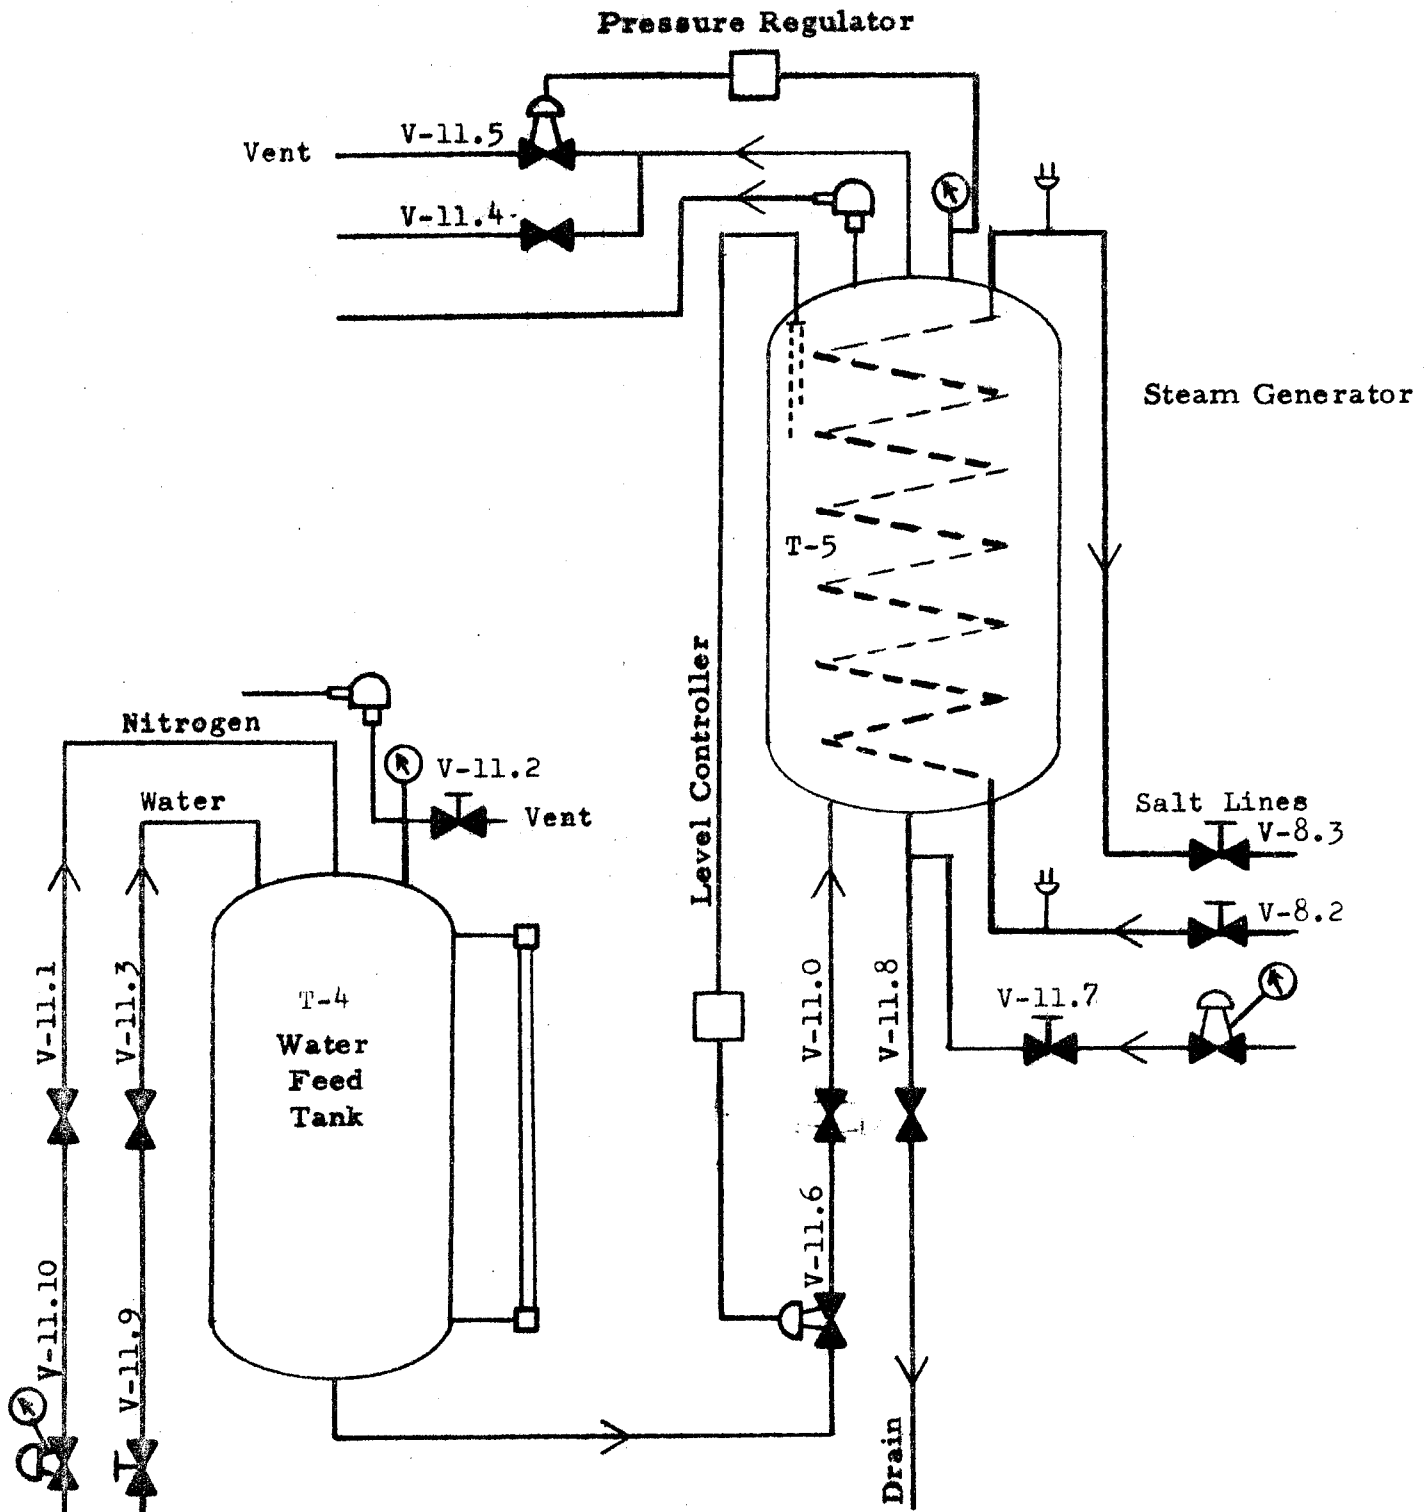 Pressure Regulator
V-11.5
Vent
V-11.4
Steam Generator
T-5
Level Controller
Nitrogen
V-11.2
Water
Vent
Salt Lines
V-8.3
V-8.2
V-11.1
V-11.3
T-4
Water
Feed
Tank
V-11.0
V-11.8
V-11.7
V-11.6
V-11.10
V-11.9
Drain